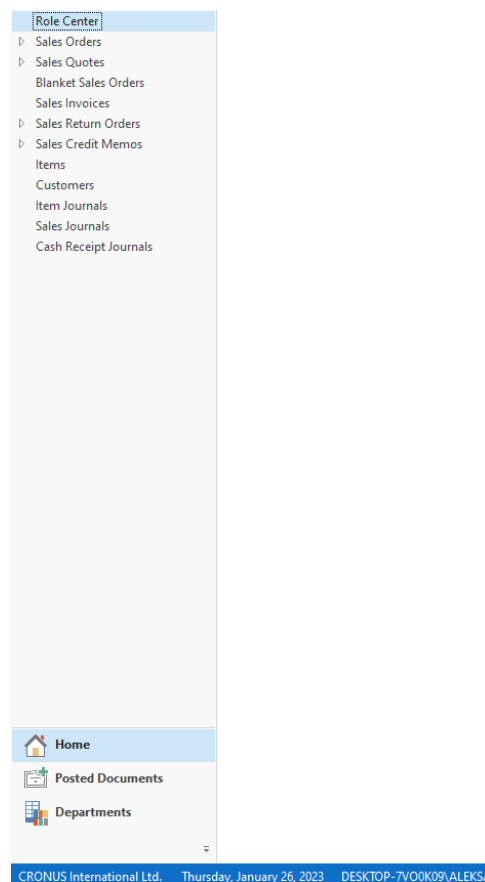 Role Center
Sales Orders
Sales Quotes
Blanket Sales Orders
Sales Invoices
Sales Return Orders
Sales Credit Memos
Items
Customers
Item Journals
Sales Journals
Cash Receipt Journals
Home
Posted Documents
Departments
CRONUS International Ltd. Thursday, January 26, 2023 DESKTOP-7VO0K09\ALEKS